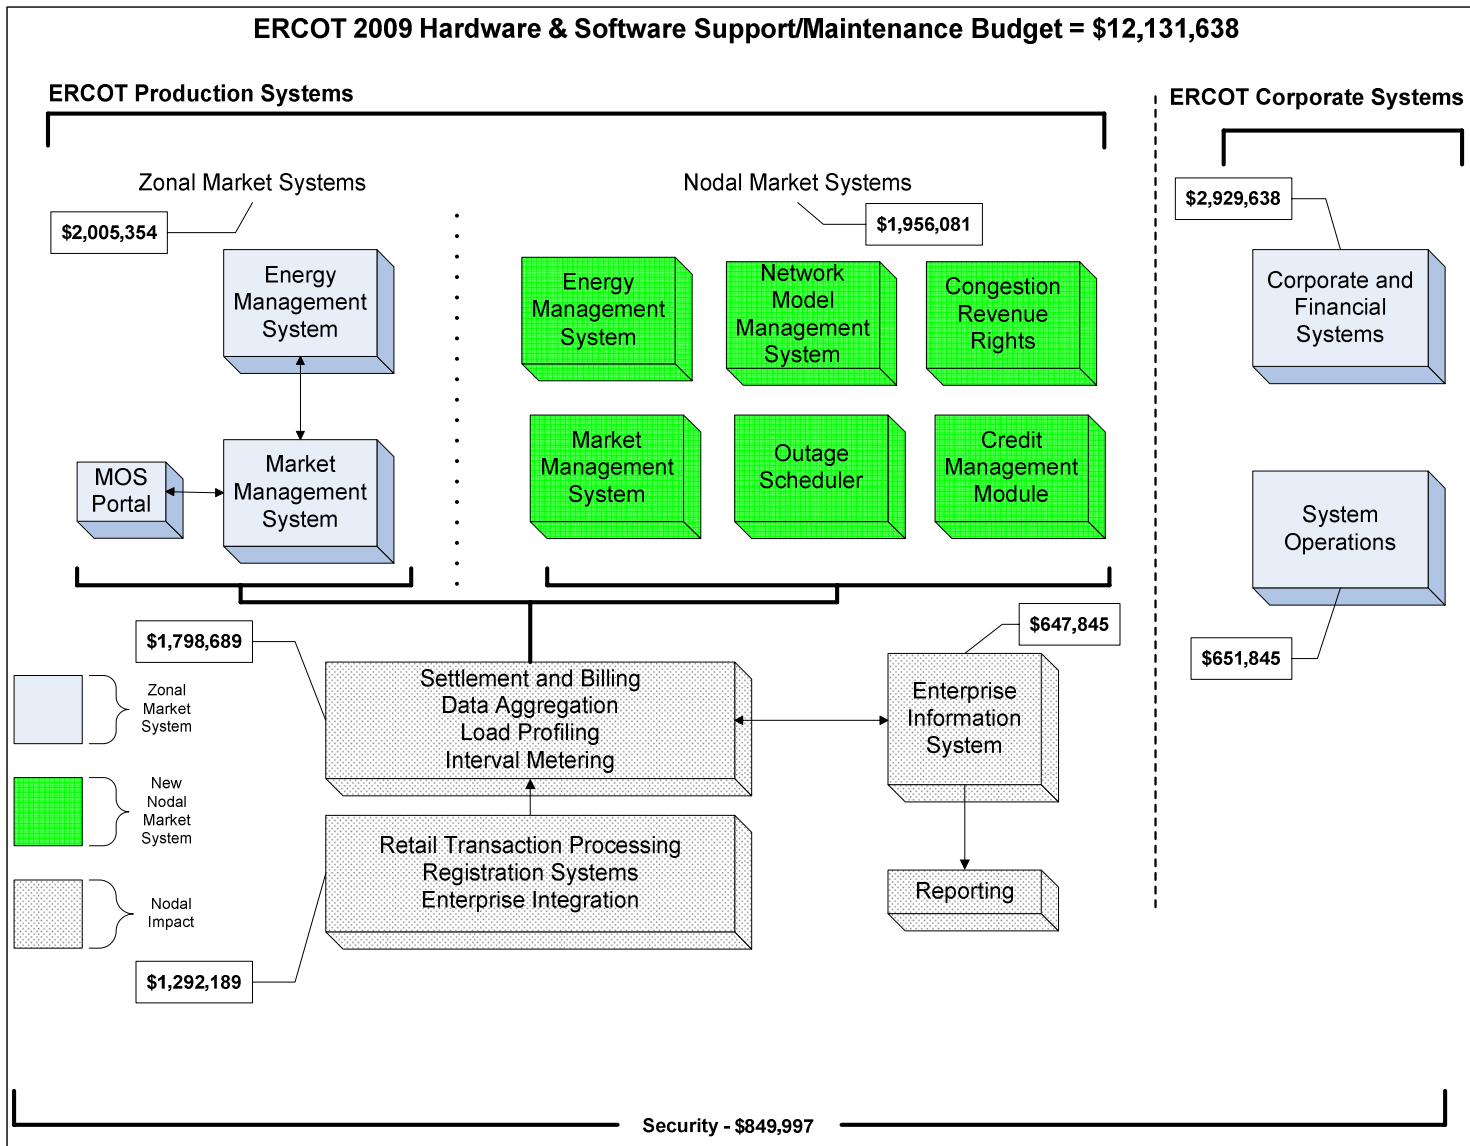 ERCOT 2009 Hardware & Software Support/Maintenance Budget = $12,131,638
ERCOT Production Systems
ERCOT Corporate Systems
Zonal Market Systems
$2,005,354
Nodal Market Systems
$1,956,081
$2,929,638
Energy
Management
System
Energy
Management
System
Network
Model
Management
System
Congestion
Revenue
Rights
Corporate and
Financial
Systems
MOS
Portal
Market
Management
System
Market
Management
System
Outage
Scheduler
Credit
Management
Module
System
Operations
$651,845
$1,798,689
$647,845
Settlement and Billing
Data Aggregation
Load Profiling
Interval Metering
Enterprise
Information
System
Zonal
Market
System
New
Nodal
Market
System
Nodal
Impact
Retail Transaction Processing
Registration Systems
Enterprise Integration
Reporting
$1,292,189
Security - $849,997